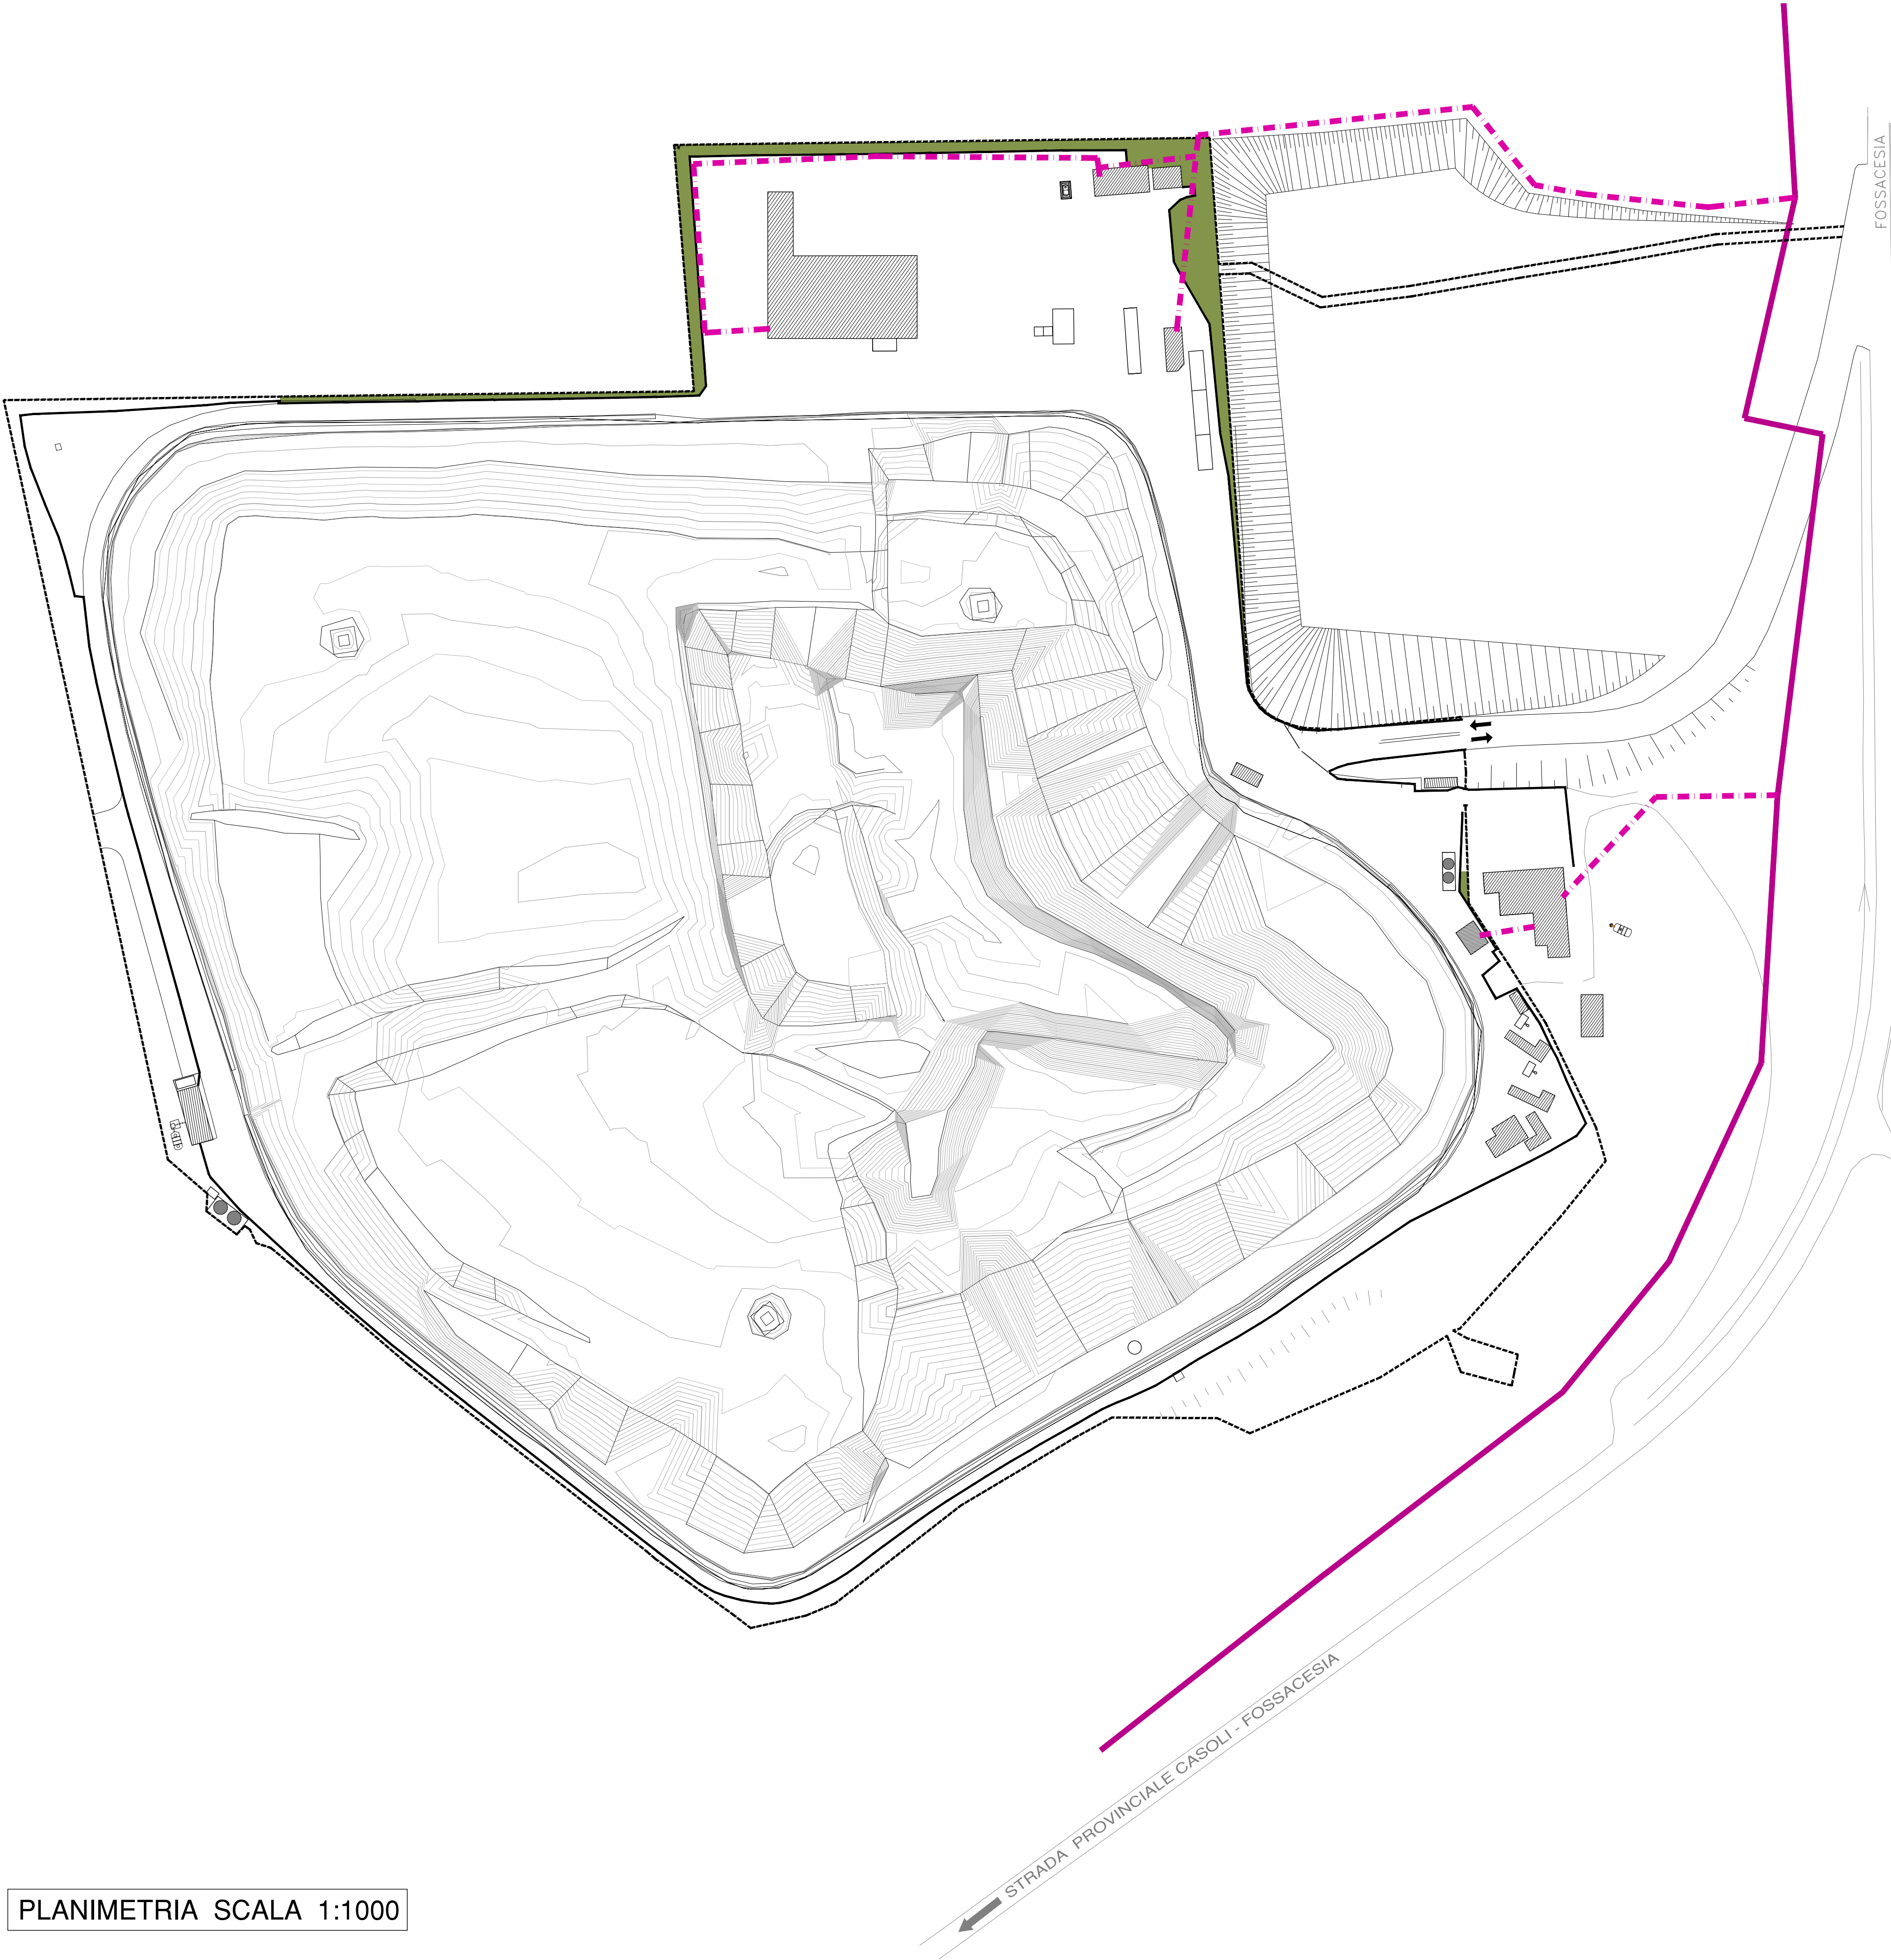 FOSSACESIA
STRADA PROVINCIALE CASOLI - FOSSACESIA
PLANIMETRIA SCALA 1:1000